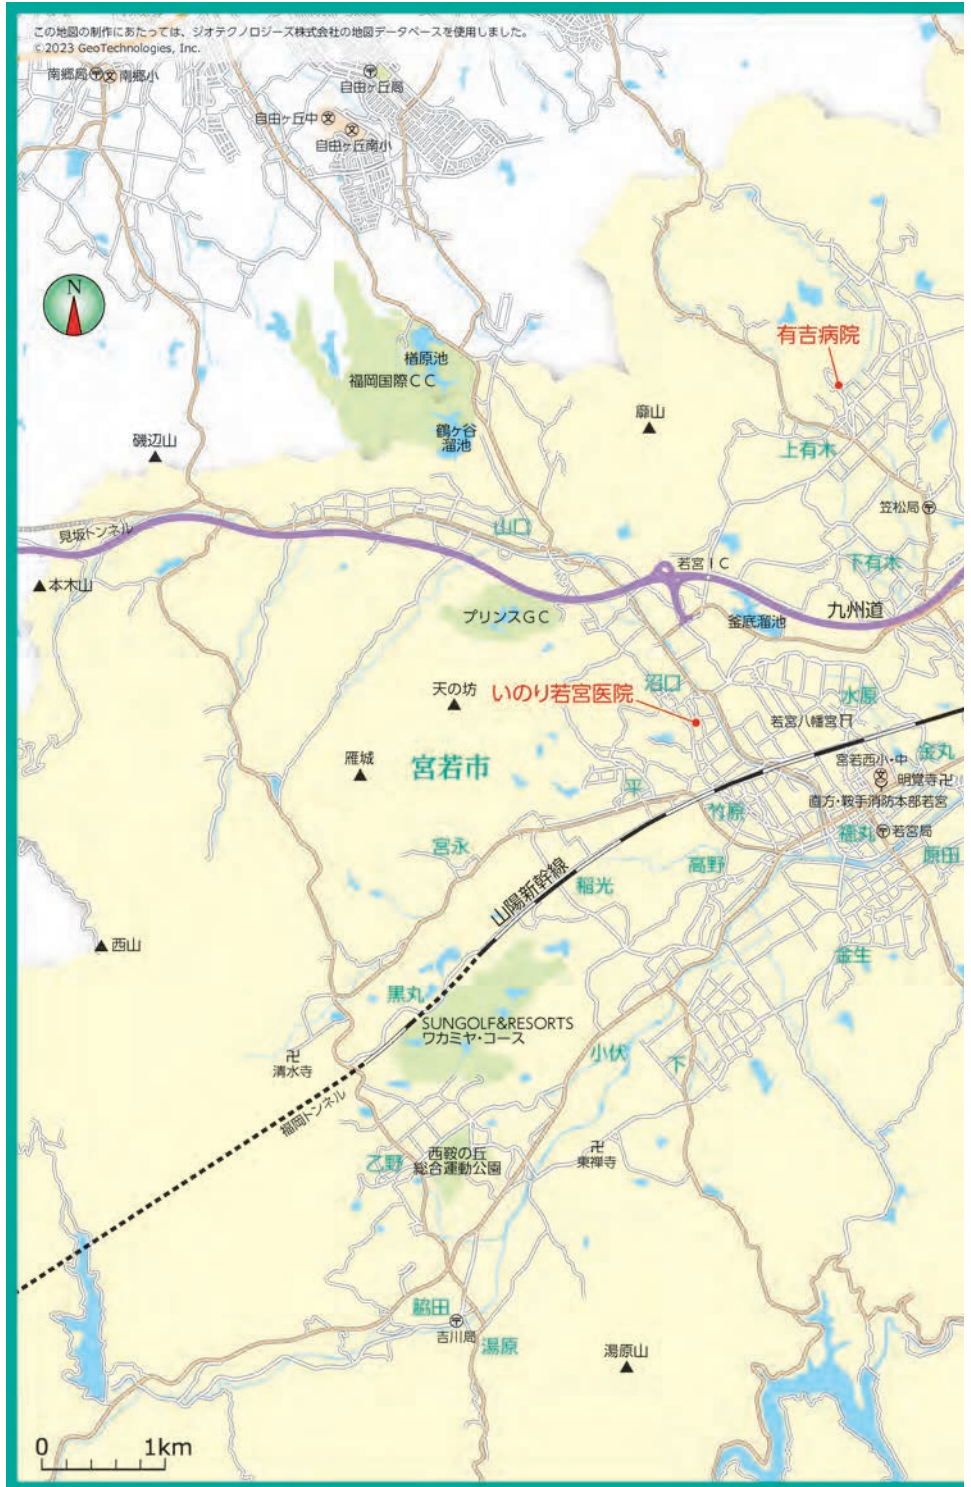 この地図の制作にあたっては、ジオテクノロジーズ株式会社の地図データベースを使用しました。
©2023 GeoTechnologies, Inc.
南郷局
南郷小
自由ヶ丘局
自由ヶ丘中
自由ヶ丘南小
N
有吉病院
楢原池
福岡国際CC
鶴ヶ谷
溜池
靡山
磯辺山
上有木
笠松局
見坂トンネル
山口
若宮IC
下有木
本木山
プリンスGC
釜底溜池
九州道
天の坊
いのり若宮医院
沼口
水原
若宮八幡宮
雁城
宮若市
宮若西小・中
金丸
明覚寺
平
直方・鞍手消防本部若宮
竹原
福丸
若宮局
宮永
高野
原田
山陽新幹線
稲光
西山
金生
黒丸
SUNGOLF&RESORTS
ワカミヤ・コース
清水寺
小伏
下
福岡トンネル
乙野
西鞍の丘
総合運動公園
東禅寺
脇田
吉川局
湯原
湯原山
0 1km